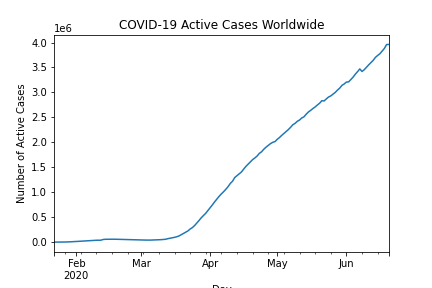 COVID-19 Active Cases Worldwide
1e6
4.0
3.5
3.0
2.5
2.0
1.5
1.0
0.5
0.0
Number of Active Cases
Feb Mar Apr May Jun
2020